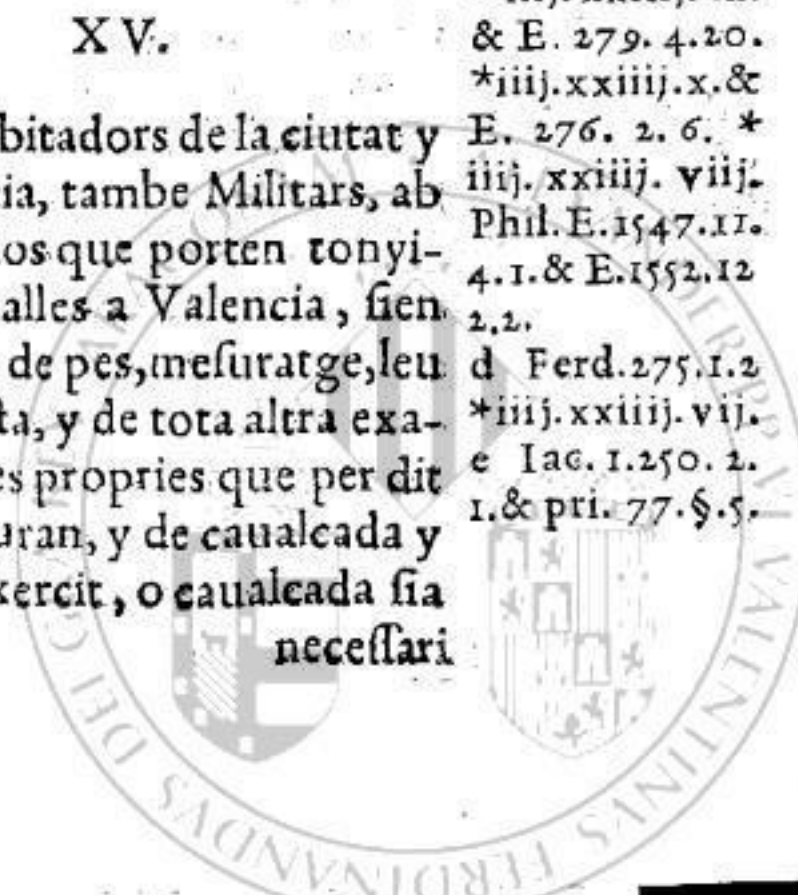 XV.
bitadors de la ciutat y
ia, tambe Militars, ab
os que porten tonyi-
alles a Valencia, ſien
de pes, meſuratge, leu
ta, y de tota altra exa-
es propries que per dit
uran, y de caualcada y
xercit, o caualcada ſia
neceſſari
& E. 279. 4.20.
*iiij.xxiiij.x.&
E. 276. 2. 6. *
iiij. xxiiij. viij.
Phil.E.1547.11.
4.1.& E.1552.12
2.2.
d Ferd.275.1.2
*iiij.xxiiij.vij.
e Iac. 1.250. 2.
1.& pri. 77.§.5.